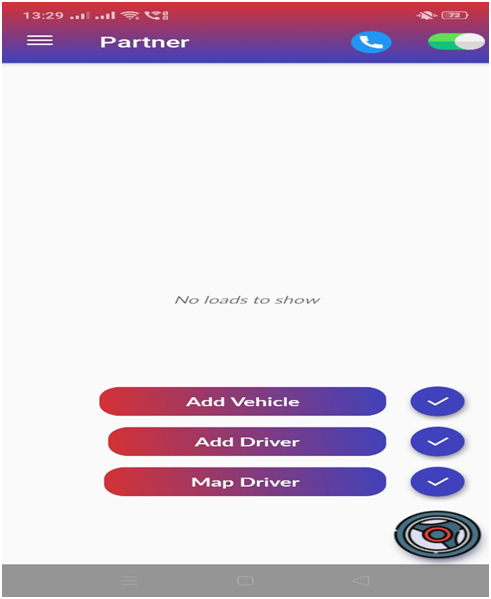 13:29
72
Partner
No loads to show
Add Vehicle
Add Driver
Map Driver